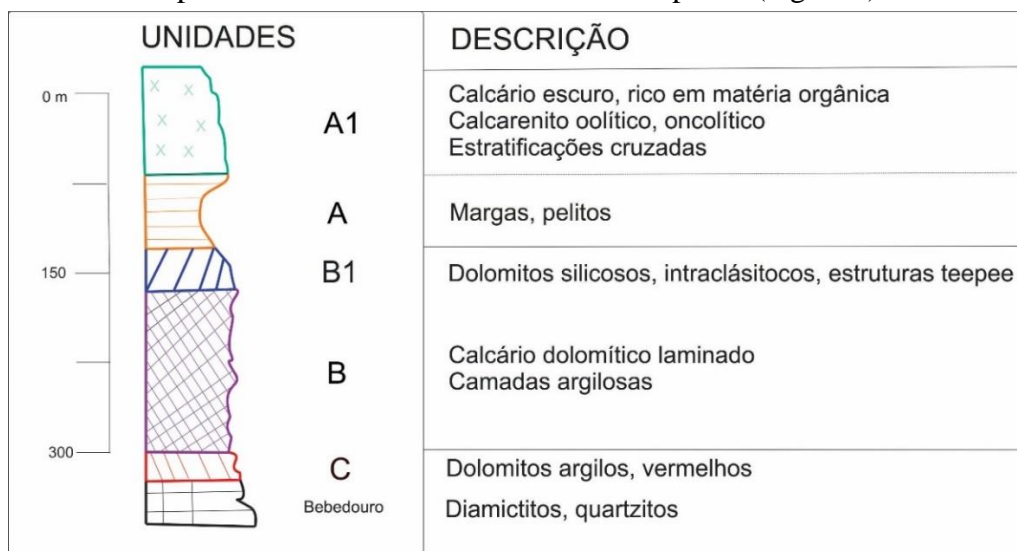 UNIDADES
DESCRIÇÃO
0 m
A1
Calcário escuro, rico em matéria orgânica
Calcarenito oolítico, oncolítico
Estratificações cruzadas
A
Margas, pelitos
150
B1
Dolomitos silicosos, intraclásitocos, estruturas teepee
B
Calcário dolomítico laminado
Camadas argilosas
300
C
Dolomitos argilos, vermelhos
Bebedouro
Diamictitos, quartzitos